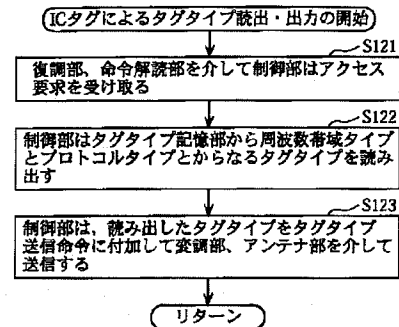 ICタグによるタグタイプ読出・出力の開始
S121
復調部、命令解読部を介して制御部はアクセス
要求を受け取る
S122
制御部はタグタイプ記憶部から周波数帯域タイプ
とプロトコルタイプとからなるタグタイプを読み
出す
S123
制御部は、読み出したタグタイプをタグタイプ
送信命令に付加して変調部、アンテナ部を介して
送信する
リターン